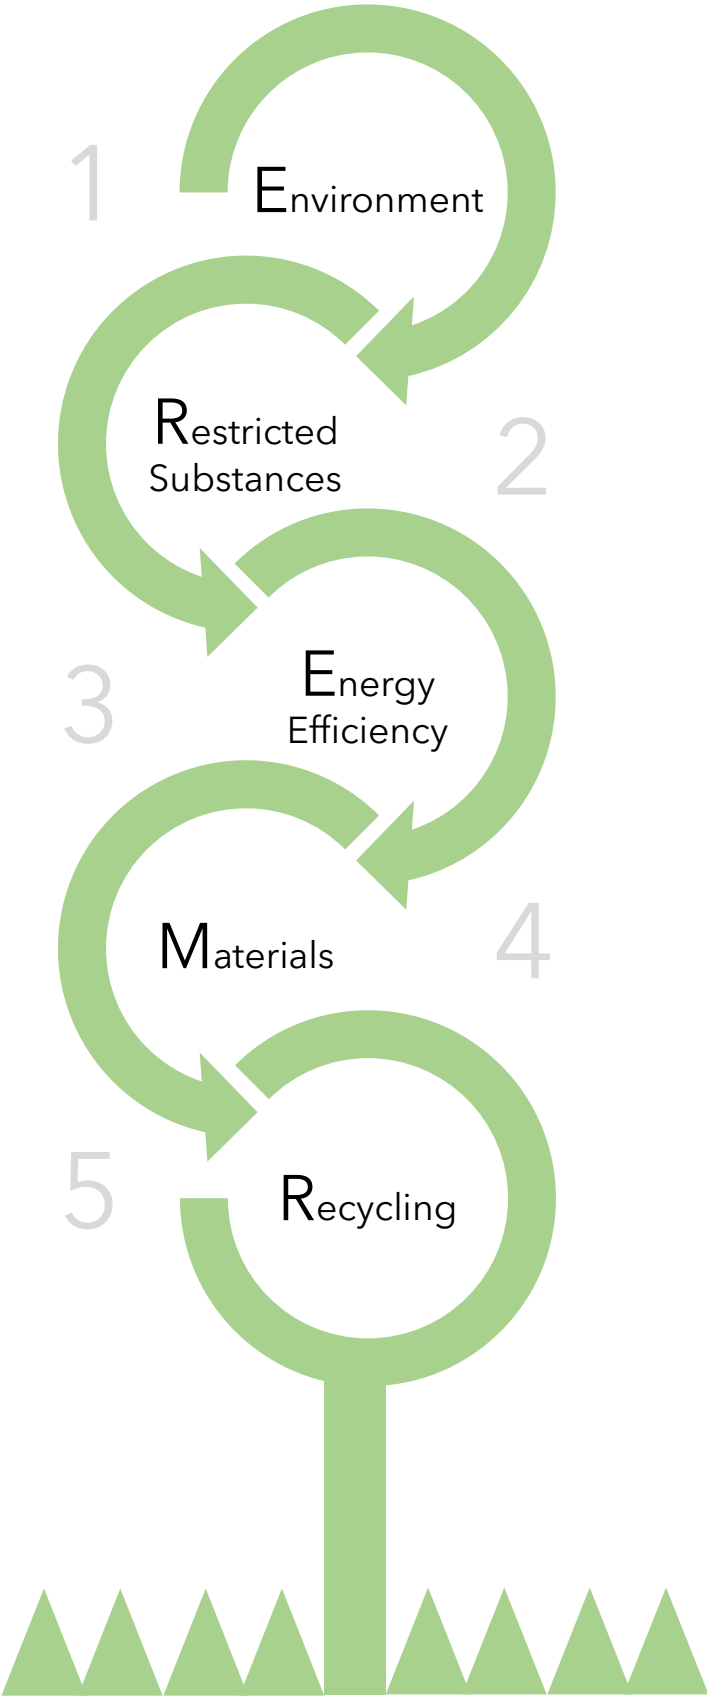 1
Environment
Restricted
Substances
2
3
Energy
Efficiency
Materials
4
5
Recycling